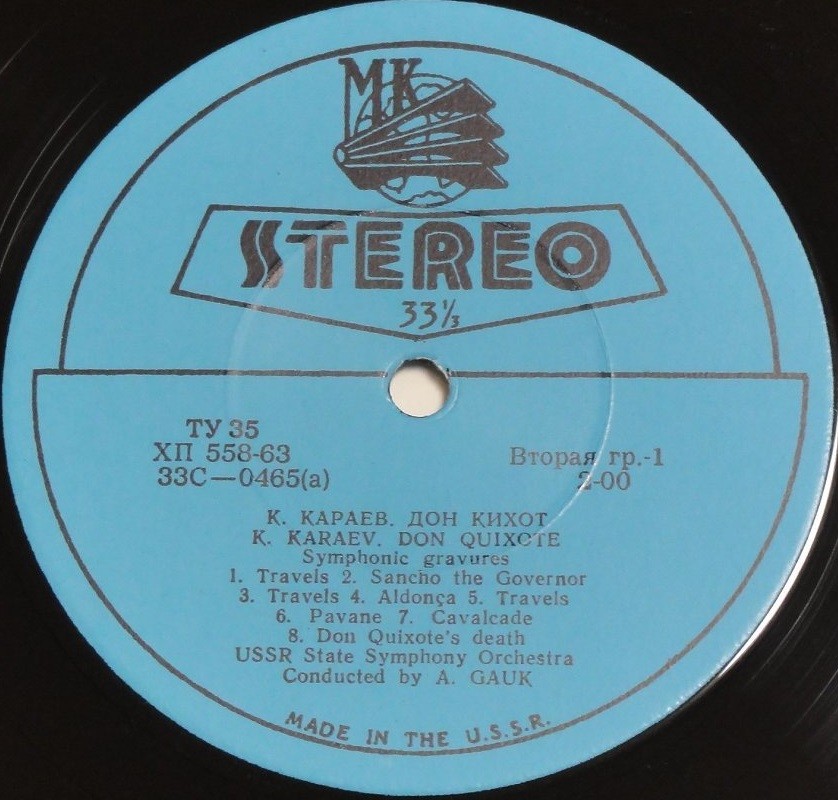 МК
STEREO
33⅓
ТУ 35
ХП 558-63
33С—0465(а)
Вторая гр.-1
2-00
К. КАРАЕВ. ДОН КИХОТ
K. KARAEV. DON QUIXOTE
Symphonic gravures
1. Travels 2. Sancho the Governor
3. Travels 4. Aldonça 5. Travels
6. Pavane 7. Cavalcade
8. Don Quixote's death
USSR State Symphony Orchestra
Conducted by A. GAUK
MADE IN THE U.S.S.R.